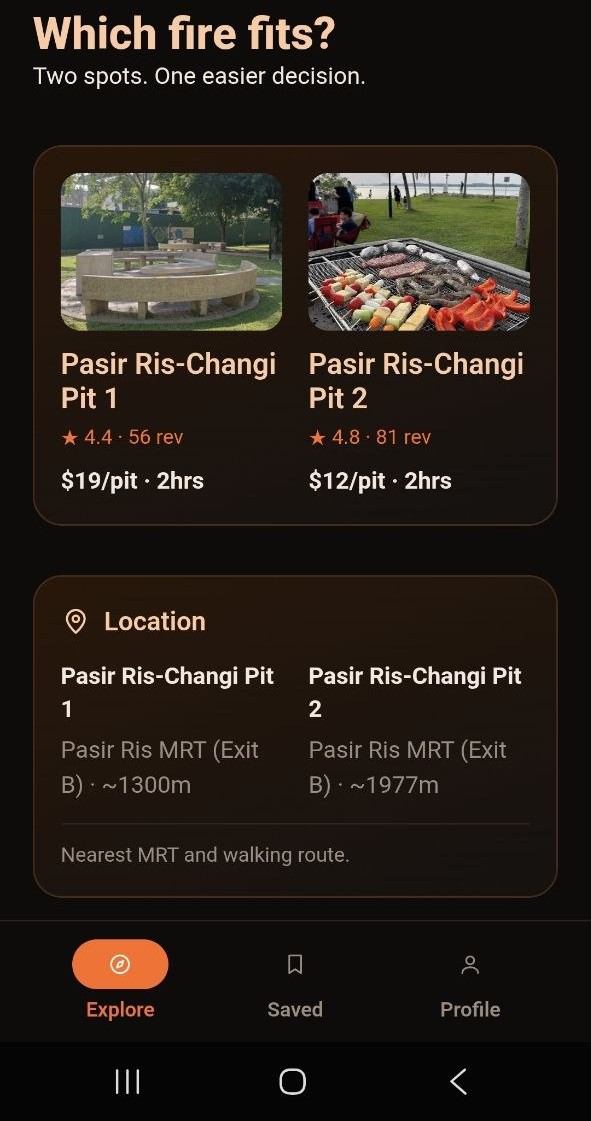 Which fire fits?
Two spots. One easier decision.
Pasir Ris-Changi
Pit 1
★ 4.4 · 56 rev
$19/pit · 2hrs
Pasir Ris-Changi
Pit 2
★ 4.8 · 81 rev
$12/pit · 2hrs
Location
Pasir Ris-Changi Pit
1
Pasir Ris MRT (Exit
B) · ~1300m
Pasir Ris-Changi Pit
2
Pasir Ris MRT (Exit
B) · ~1977m
Nearest MRT and walking route.
Explore
Saved
Profile